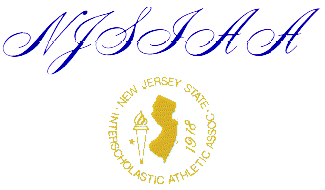 NJSIAA
NEW JERSEY STATE
INTERSCHOLASTIC ATHLETIC ASSOC.
1918